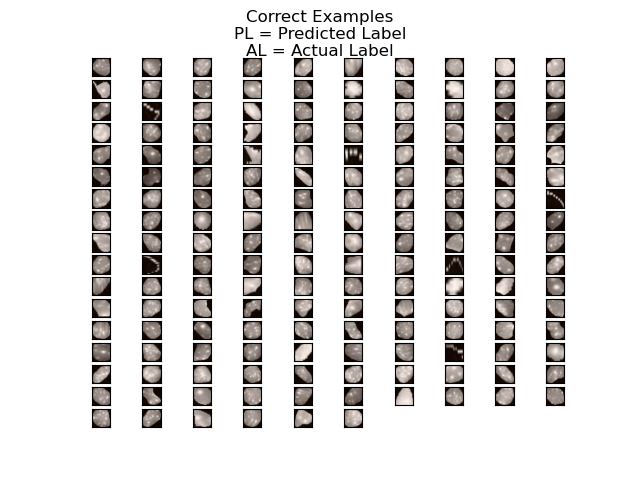 Correct Examples
PL = Predicted Label
AL = Actual Label